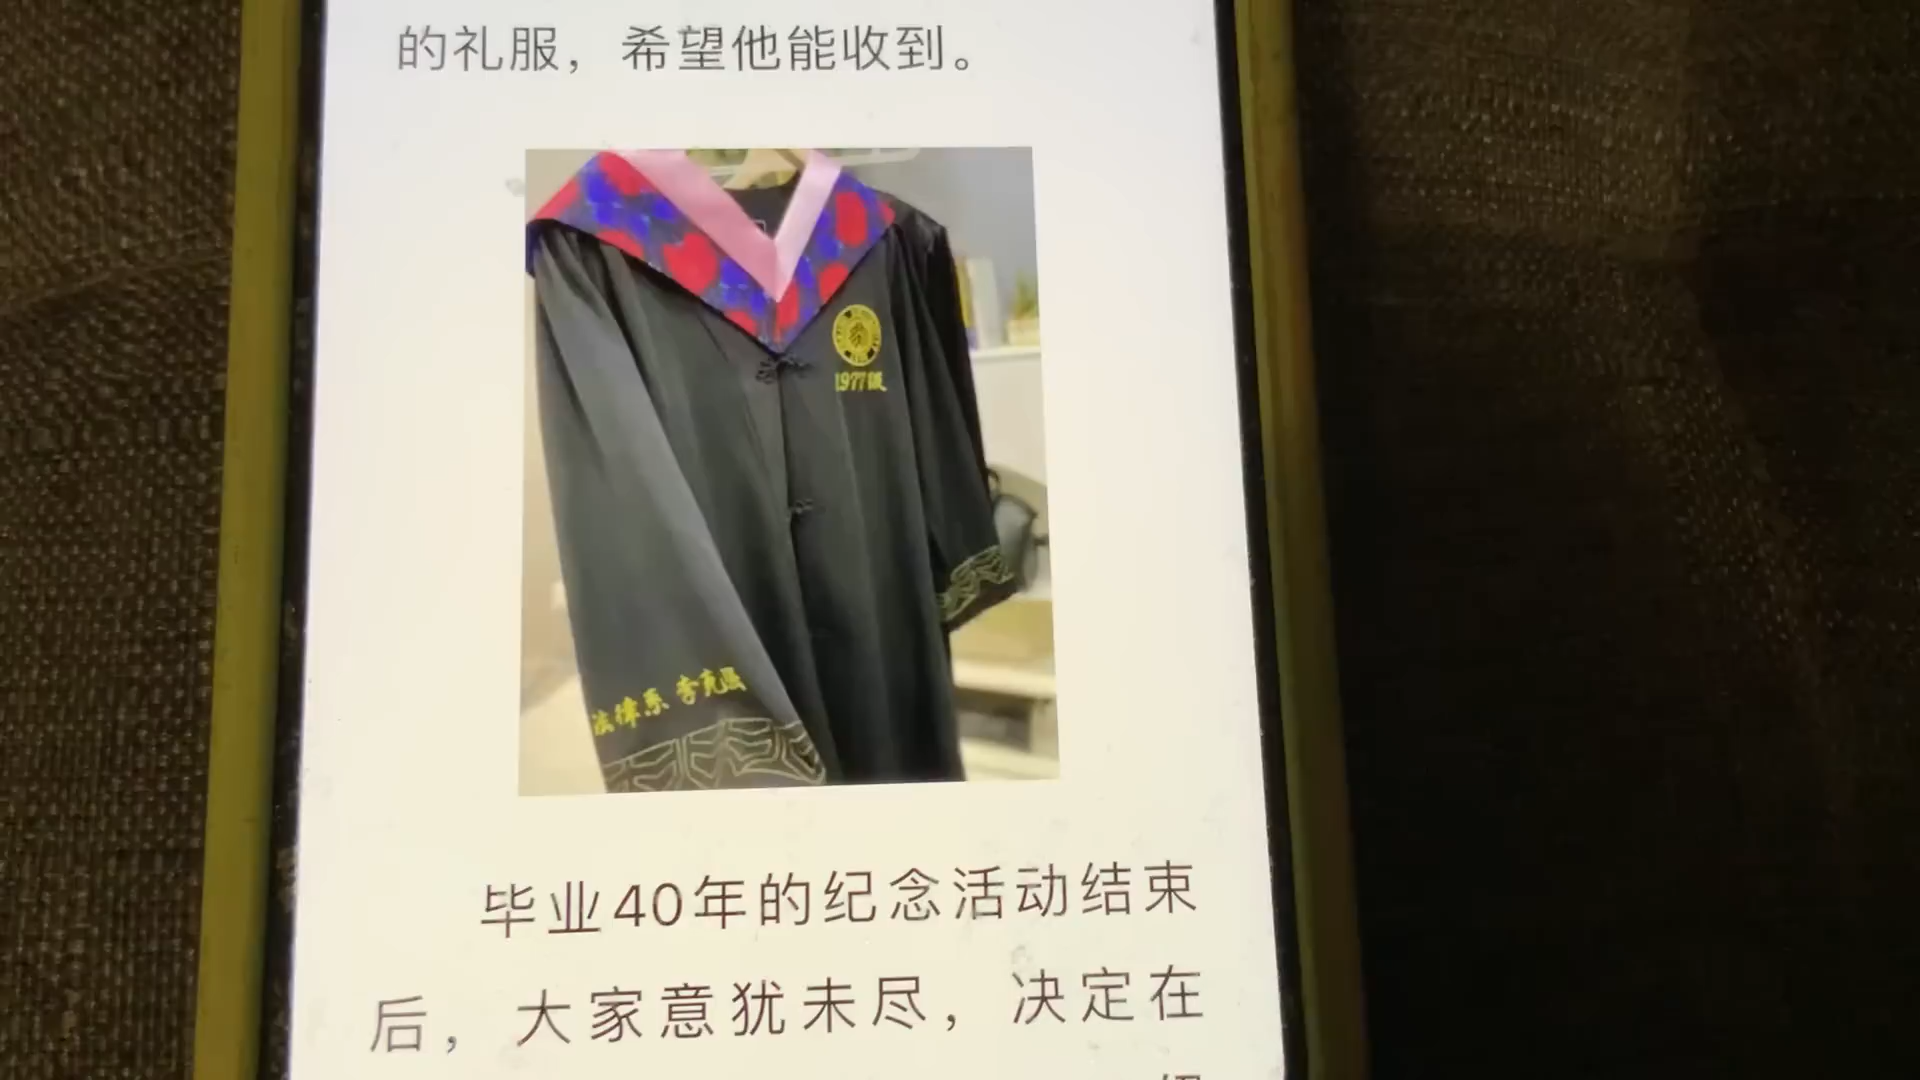 的礼服，希望他能收到。
1977级
法律系 李克强
毕业40年的纪念活动结束
后，大家意犹未尽，决定在